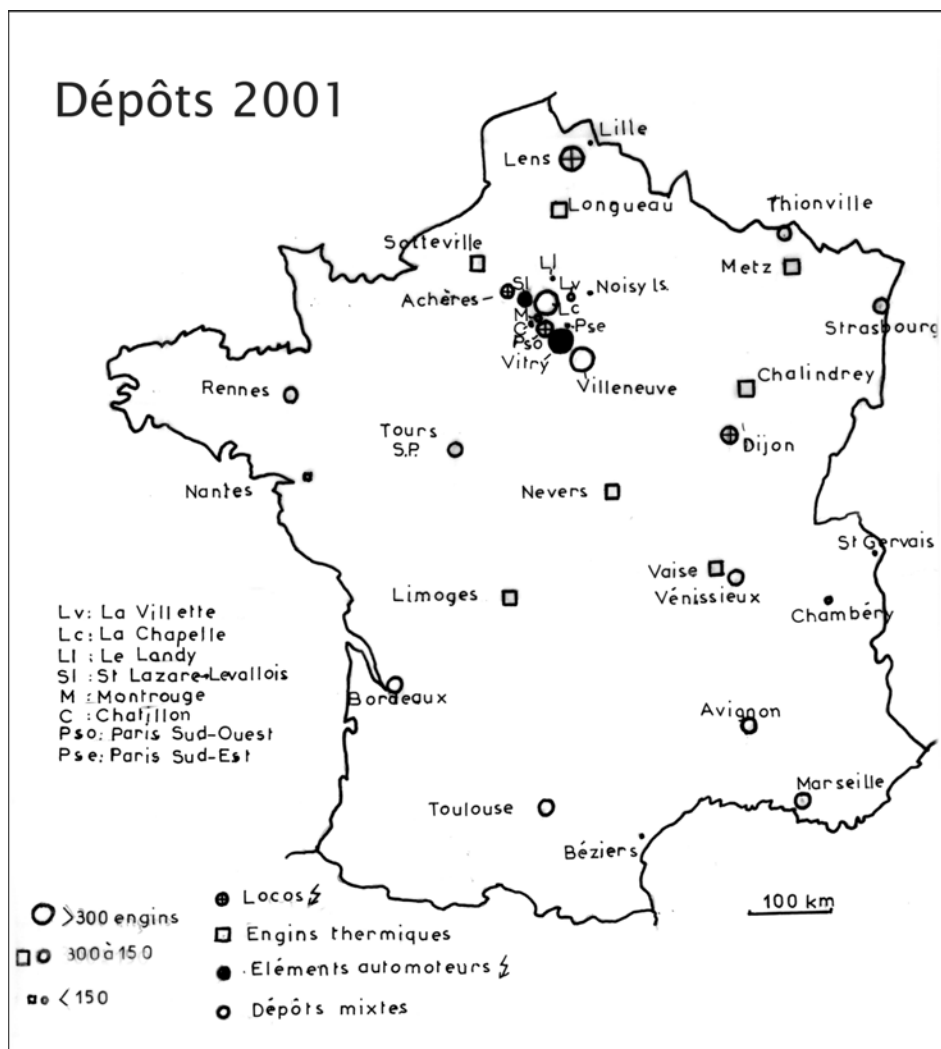 Dépôts 2001
Lille
Lens
Longueau
Thionville
Sotteville
Metz
Ll
Sl
Lv
Noisy ls.
Achères
Lc
M
C
Pse
Pso
Strasbourg
Vitry
Villeneuve
Chalindrey
Rennes
Tours
S.P.
Dijon
Nantes
Nevers
St Gervais
Vaise
Vénissieux
Limoges
Chambéry
Lv: La Villette
Lc: La Chapelle
Ll : Le Landy
Sl : St Lazare-Levallois
M : Montrouge
C : Chatillon
Pso: Paris Sud-Ouest
Pse: Paris Sud-Est
Bordeaux
Avignon
Marseille
Toulouse
Béziers
100 km
>300 engins
300 à 150
<150
Locos
Engins thermiques
Eléments automoteurs
Dépôts mixtes